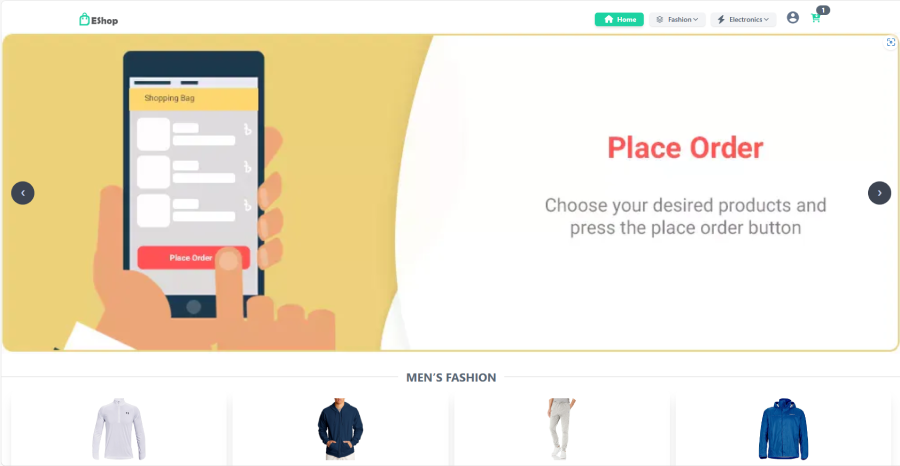 EShop
Home
Fashion
Electronics
1
Shopping Bag
Place Order
Place Order
Choose your desired products and
press the place order button
MEN'S FASHION